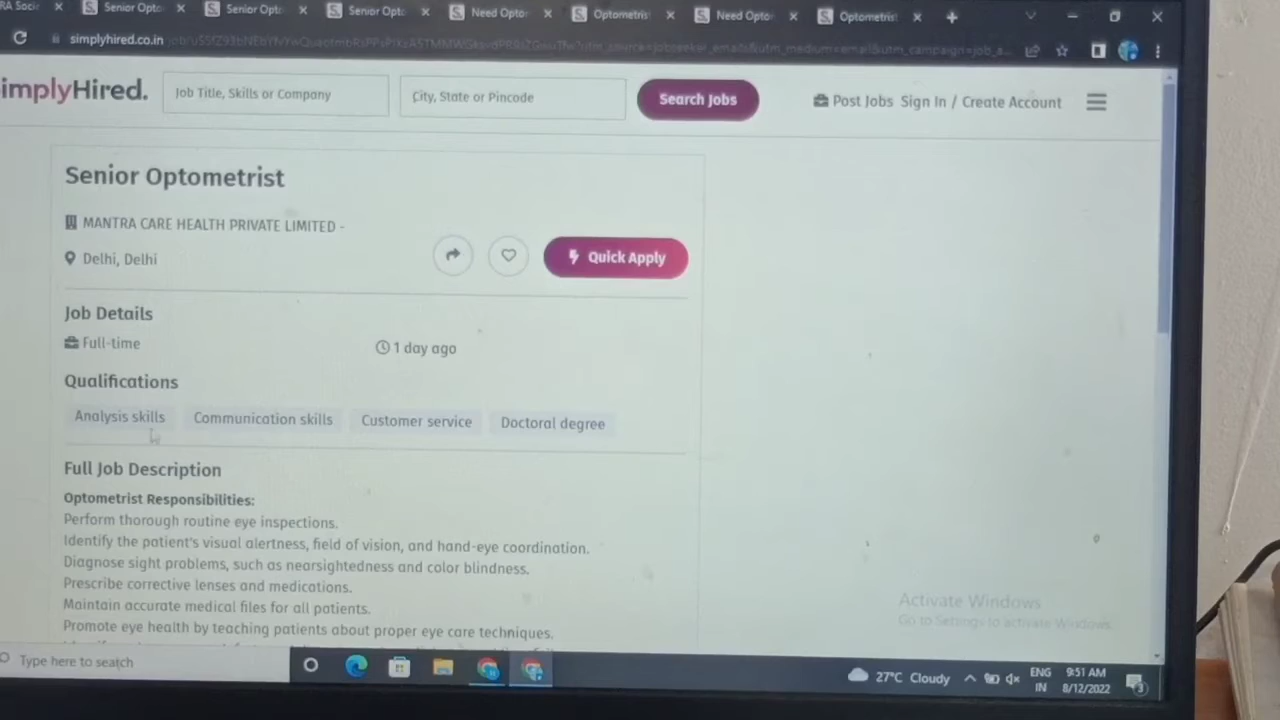 RA Socie
Senior Opto
Senior Opto
Senior Opto
Need Opto
Optometris
Need Opto
Optometris
simplyhired.co.in
implyHired.
Job Title, Skills or Company
City, State or Pincode
Search Jobs
Post Jobs Sign In / Create Account
Senior Optometrist
MANTRA CARE HEALTH PRIVATE LIMITED -
Delhi, Delhi
Quick Apply
Job Details
Full-time
1 day ago
Qualifications
Analysis skills Communication skills Customer service Doctoral degree
Full Job Description
Optometrist Responsibilities:
Perform thorough routine eye inspections.
Identify the patient's visual alertness, field of vision, and hand-eye coordination.
Diagnose sight problems, such as nearsightedness and color blindness.
Prescribe corrective lenses and medications.
Maintain accurate medical files for all patients.
Promote eye health by teaching patients about proper eye care techniques.
Activate Windows
Go to Settings to activate Windows.
Type here to search
27°C Cloudy
ENG
IN
9:51 AM
8/12/2022
3